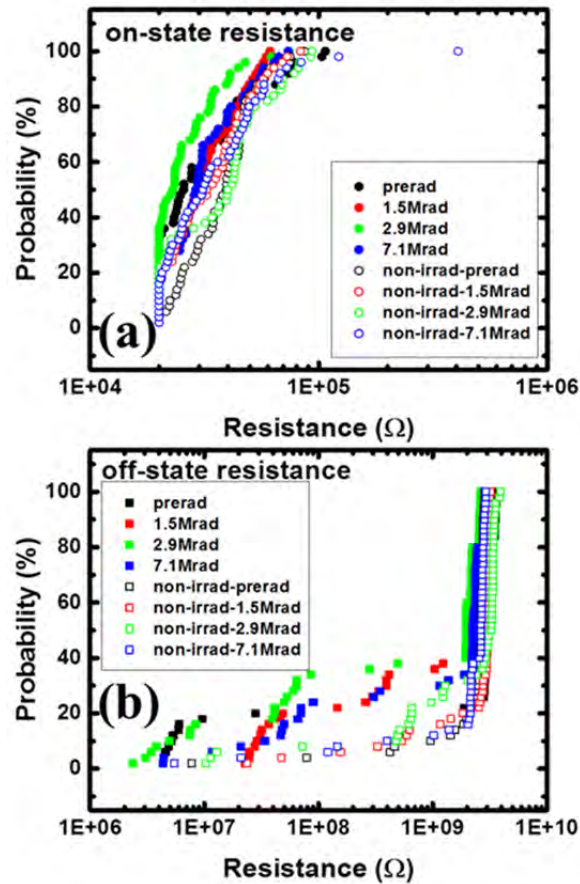 on-state resistance
100
80
60
40
20
0
Probability (%)
prerad
1.5Mrad
2.9Mrad
7.1Mrad
non-irrad-prerad
non-irrad-1.5Mrad
non-irrad-2.9Mrad
non-irrad-7.1Mrad
(a)
1E+04 1E+05 1E+06
Resistance (Ω)
off-state resistance
100
80
60
40
20
0
Probability (%)
prerad
1.5Mrad
2.9Mrad
7.1Mrad
non-irrad-prerad
non-irrad-1.5Mrad
non-irrad-2.9Mrad
non-irrad-7.1Mrad
(b)
1E+06 1E+07 1E+08 1E+09 1E+10
Resistance (Ω)